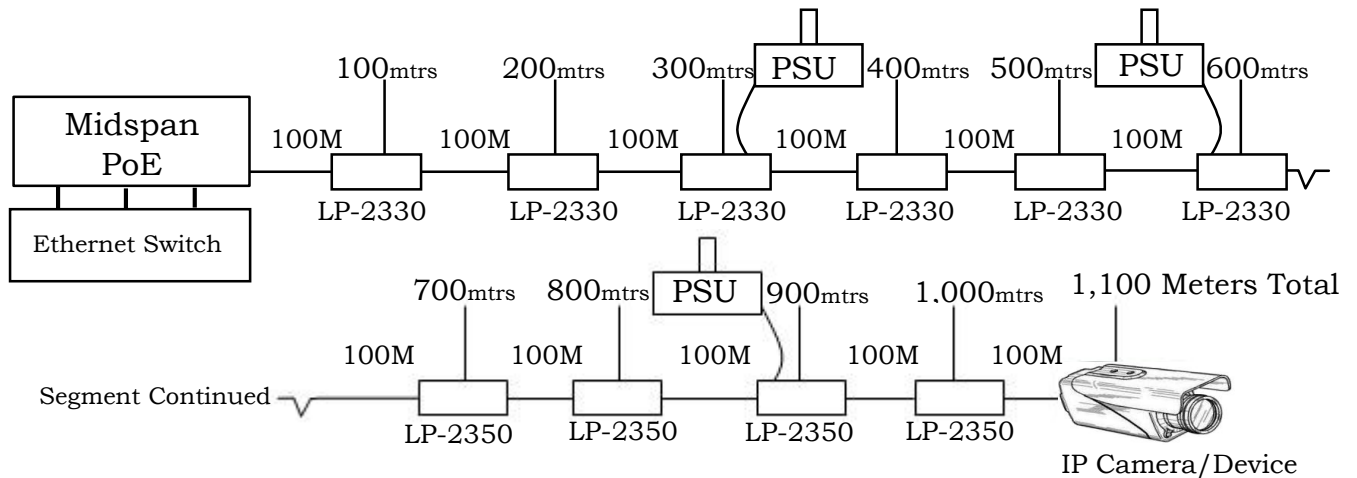 PSU PSU
100mtrs 200mtrs 300mtrs 400mtrs 500mtrs 600mtrs
Midspan
PoE
100M 100M 100M 100M 100M 100M
LP-2330 LP-2330 LP-2330 LP-2330 LP-2330 LP-2330
Ethernet Switch
PSU
700mtrs 800mtrs 900mtrs 1,000mtrs 1,100 Meters Total
100M 100M 100M 100M 100M
Segment Continued
LP-2350 LP-2350 LP-2350 LP-2350
IP Camera/Device